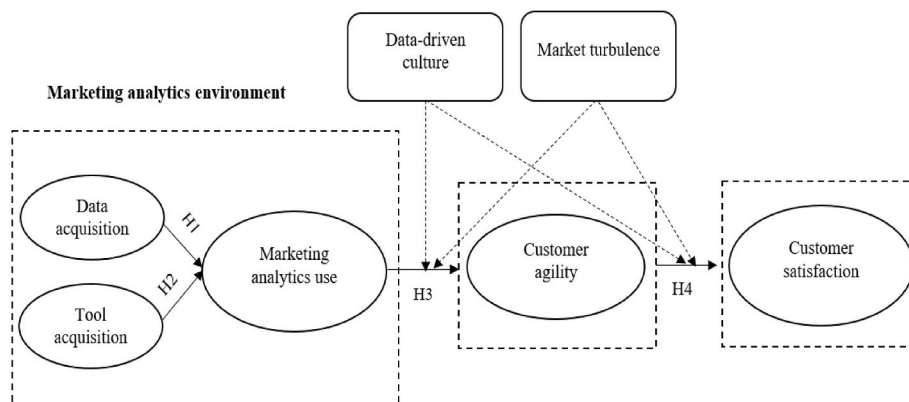 Data-driven
culture
Market turbulence
Marketing analytics environment
Data
acquisition
H1
Marketing
analytics use
H2
Tool
acquisition
H3
Customer
agility
H4
Customer
satisfaction